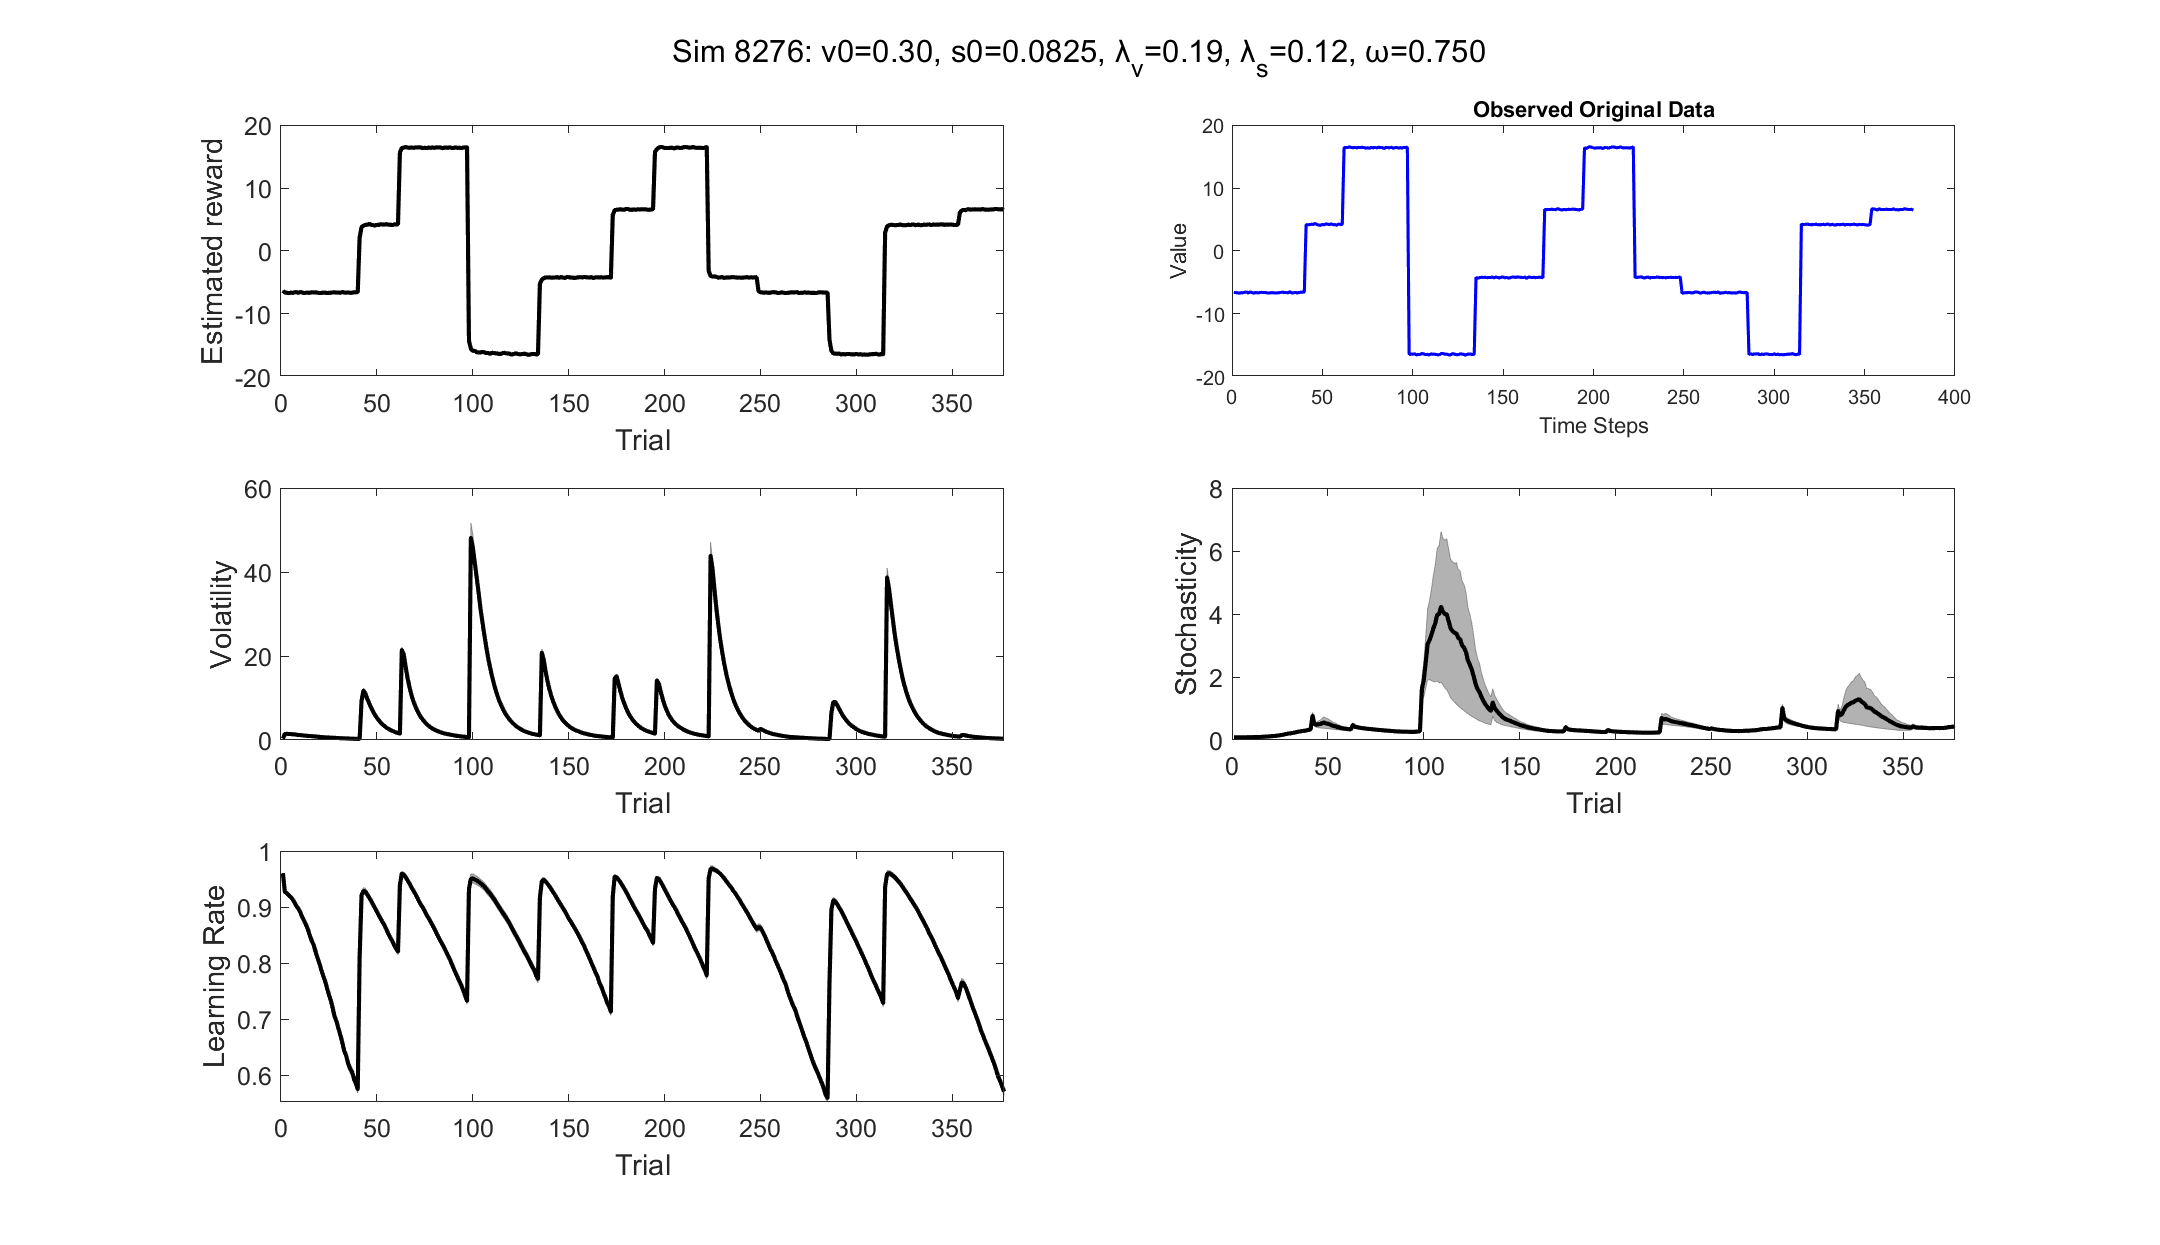 Sim 8276: v0=0.30, s0=0.0825, λ_v=0.19, λ_s=0.12, ω=0.750
20
10
0
-10
-20
Estimated reward
0 50 100 150 200 250 300 350
Trial
Observed Original Data
20
10
0
-10
-20
Value
0 50 100 150 200 250 300 350 400
Time Steps
60
40
20
0
Volatility
0 50 100 150 200 250 300 350
Trial
8
6
4
2
0
Stochasticity
0 50 100 150 200 250 300 350
Trial
1
0.9
0.8
0.7
0.6
Learning Rate
0 50 100 150 200 250 300 350
Trial